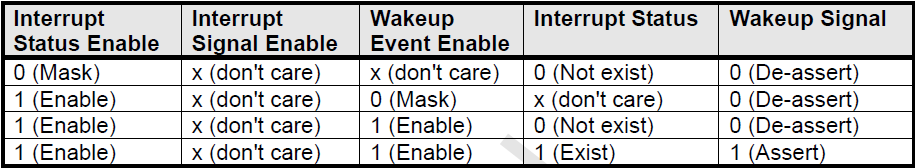 Interrupt Status Enable | Interrupt Signal Enable | Wakeup Event Enable | Interrupt Status | Wakeup Signal
0 (Mask) | x (don't care) | x (don't care) | 0 (Not exist) | 0 (De-assert)
1 (Enable) | x (don't care) | 0 (Mask) | x (don't care) | 0 (De-assert)
1 (Enable) | x (don't care) | 1 (Enable) | 0 (Not exist) | 0 (De-assert)
1 (Enable) | x (don't care) | 1 (Enable) | 1 (Exist) | 1 (Assert)